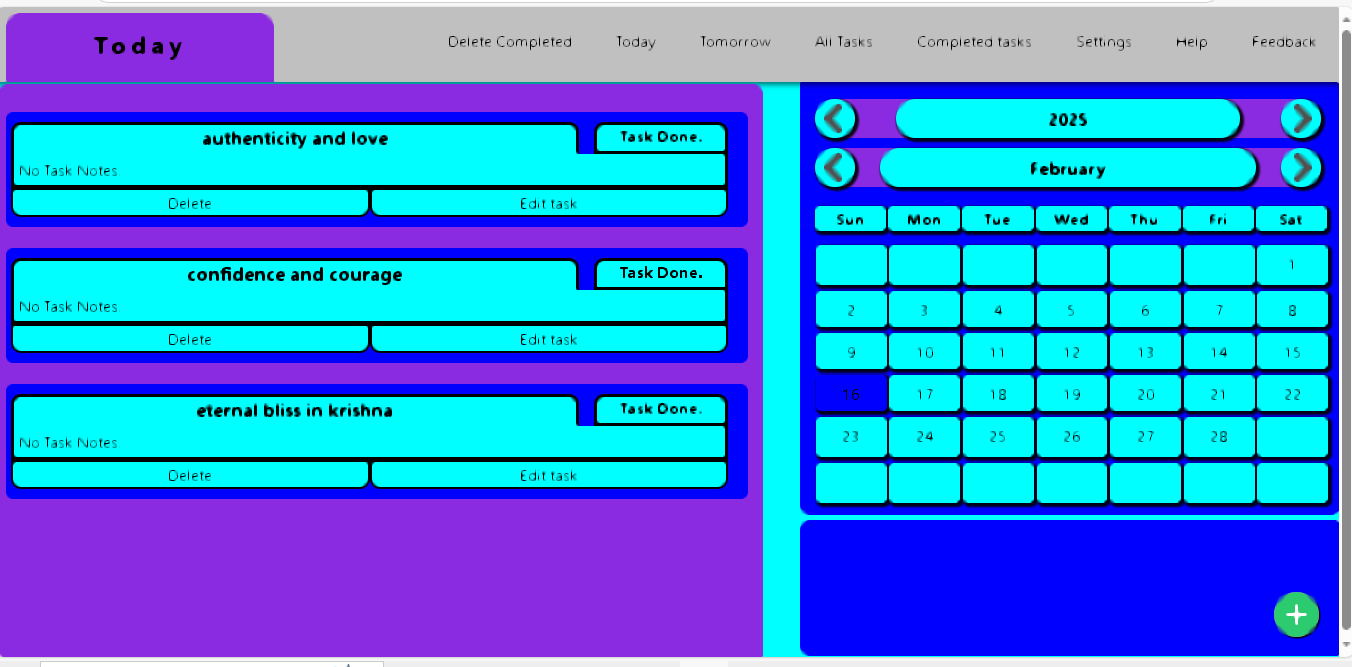 Today
Delete Completed Today Tomorrow All Tasks Completed tasks Settings Help Feedback
authenticity and love
Task Done.
No Task Notes
Delete Edit task
confidence and courage
Task Done.
No Task Notes
Delete Edit task
eternal bliss in krishna
Task Done.
No Task Notes
Delete Edit task
2025
February
Sun Mon Tue Wed Thu Fri Sat
1
2 3 4 5 6 7 8
9 10 11 12 13 14 15
16 17 18 19 20 21 22
23 24 25 26 27 28